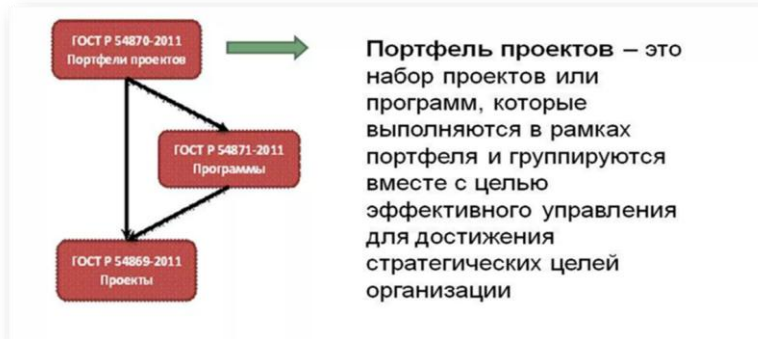 ГОСТ Р 54870-2011
Портфели проектов
ГОСТ Р 54871-2011
Программы
ГОСТ Р 54869-2011
Проекты
Портфель проектов – это
набор проектов или
программ, которые
выполняются в рамках
портфеля и группируются
вместе с целью
эффективного управления
для достижения
стратегических целей
организации